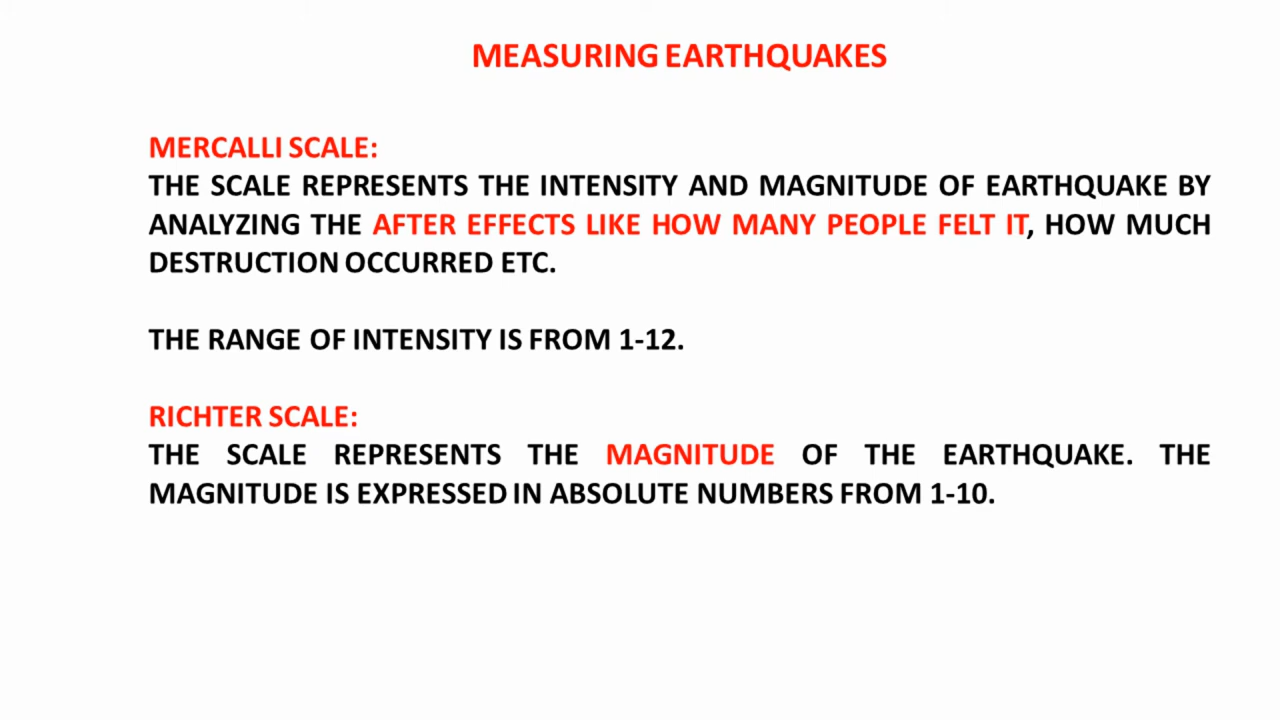 MEASURING EARTHQUAKES
MERCALLI SCALE:
THE SCALE REPRESENTS THE INTENSITY AND MAGNITUDE OF EARTHQUAKE BY
ANALYZING THE AFTER EFFECTS LIKE HOW MANY PEOPLE FELT IT, HOW MUCH
DESTRUCTION OCCURRED ETC.
THE RANGE OF INTENSITY IS FROM 1-12.
RICHTER SCALE:
THE SCALE REPRESENTS THE MAGNITUDE OF THE EARTHQUAKE. THE
MAGNITUDE IS EXPRESSED IN ABSOLUTE NUMBERS FROM 1-10.